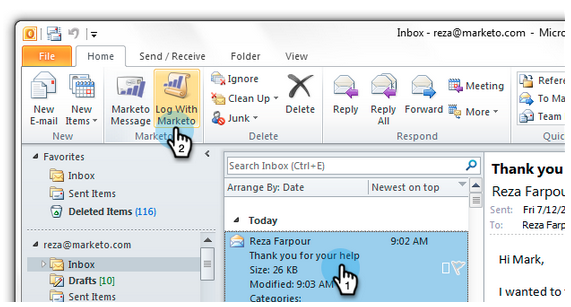 Inbox - reza@marketo.com - Micros
File Home Send / Receive Folder View
New E-mail
New Items
Marketo Message
Log With Marketo
Ignore
Clean Up
Junk
Delete
Reply
Reply All
Forward
Meeting
More
Refere
To Ma
Team
New
Delete
Respond
Quic
2
Favorites
Inbox
Sent Items
Deleted Items (116)
reza@marketo.com
Inbox
Drafts [10]
Sent Items
Search Inbox (Ctrl+E)
Arrange By: Date Newest on top
Today
Reza Farpour 9:02 AM
Thank you for your help
Size: 26 KB
Modified: 9:03 AM
Categories:
1
Thank you
Reza Farpour
Sent: Fri 7/12/2
To: Reza Farp
Hi Mark,
I wanted to